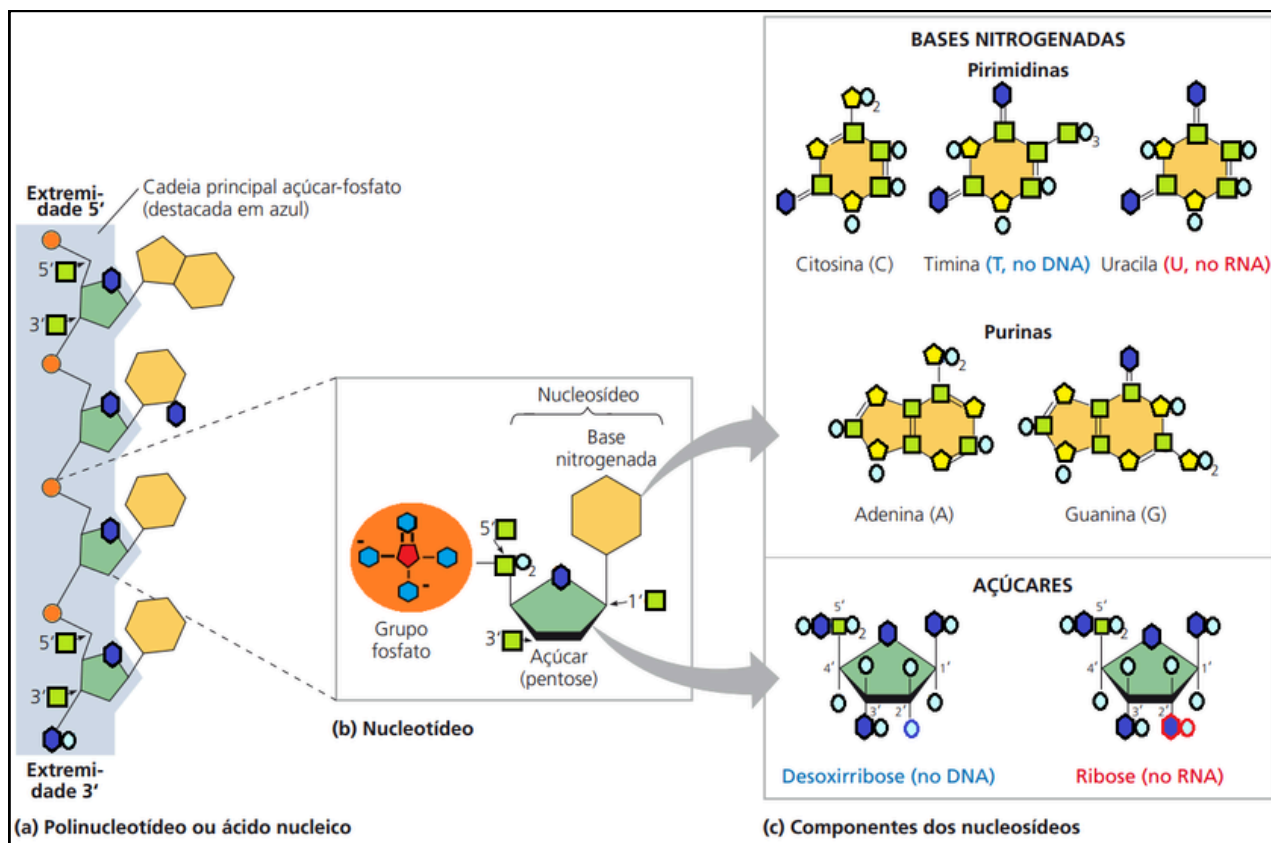 Extremi-
dade 5′
Cadeia principal açúcar-fosfato
(destacada em azul)
5′
3′
5′
3′
Extremi-
dade 3′
(a) Polinucleotídeo ou ácido nucleico
Nucleosídeo
Base
nitrogenada
-
-
5′
2
1′
3′
Grupo
fosfato
Açúcar
(pentose)
(b) Nucleotídeo
BASES NITROGENADAS
Pirimidinas
2
3
Citosina (C)
Timina (T, no DNA)
Uracila (U, no RNA)
Purinas
2
2
Adenina (A)
Guanina (G)
AÇÚCARES
5′
2
4′
1′
3′
2′
Desoxirribose (no DNA)
5′
2
4′
1′
3′
2′
Ribose (no RNA)
(c) Componentes dos nucleosídeos